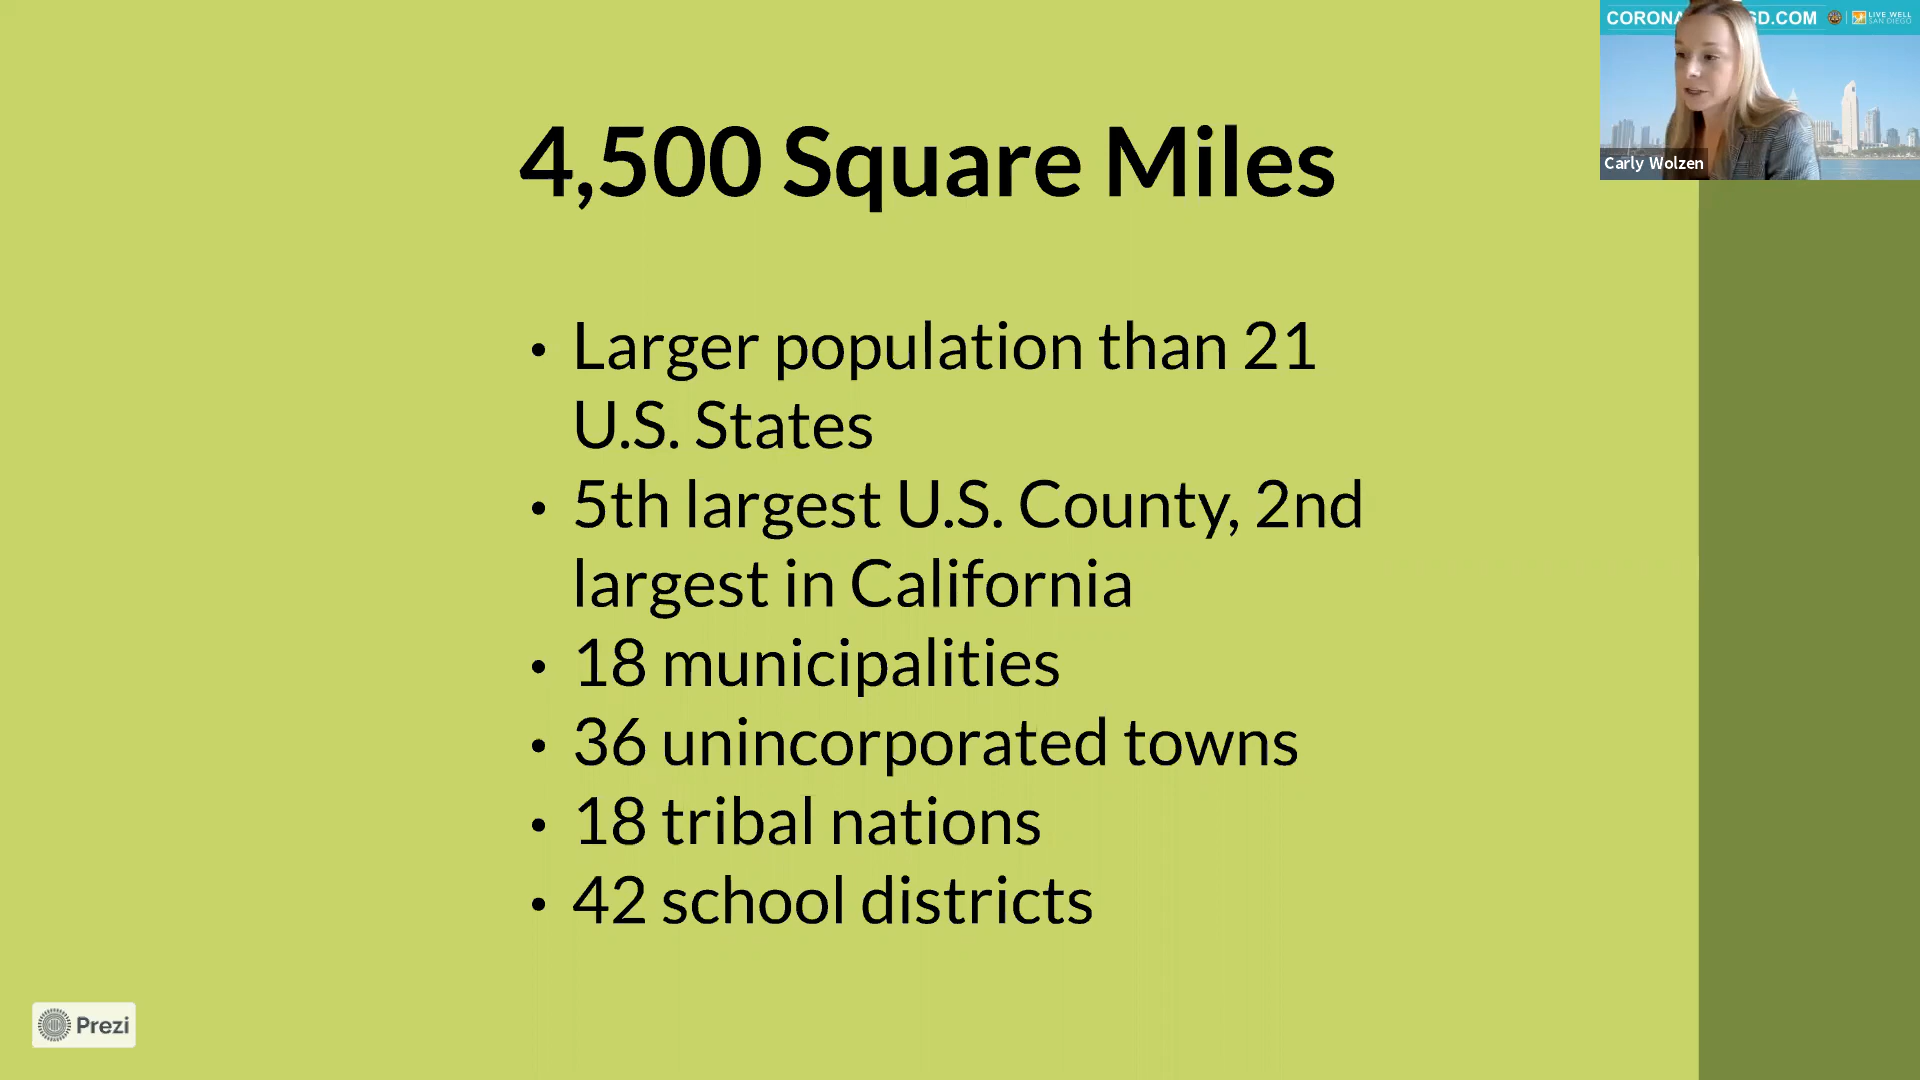 CORONA SD.COM
LIVE WELL
SAN DIEGO
Carly Wolzen
4,500 Square Miles
• Larger population than 21
U.S. States
• 5th largest U.S. County, 2nd
largest in California
• 18 municipalities
• 36 unincorporated towns
• 18 tribal nations
• 42 school districts
Prezi